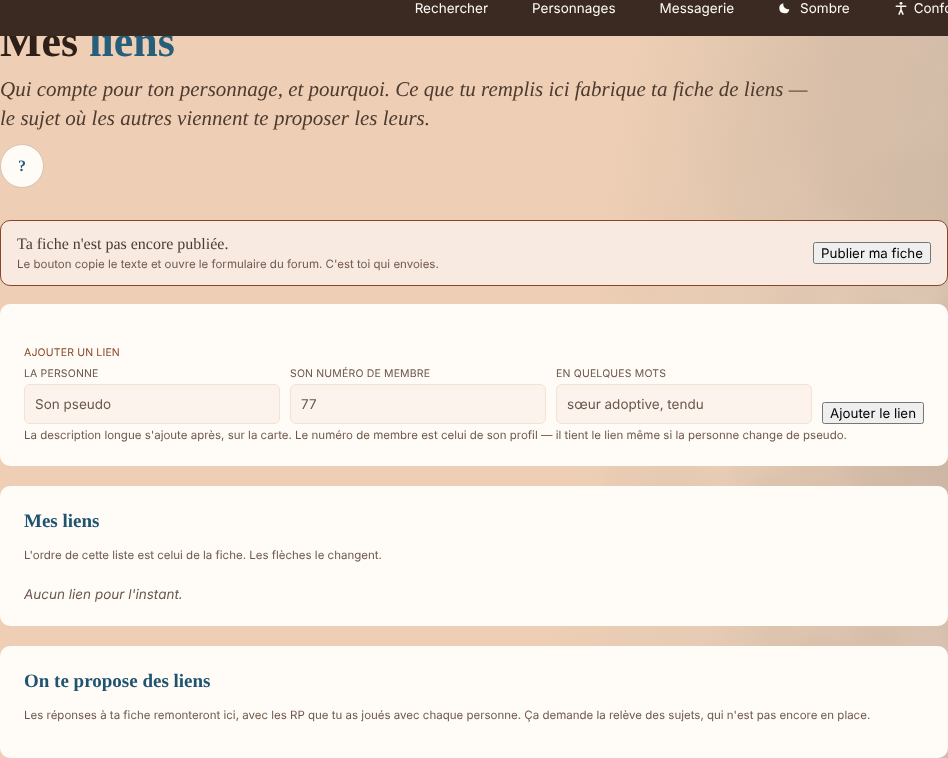 Rechercher Personnages Messagerie Sombre
Mes liens
Qui compte pour ton personnage, et pourquoi. Ce que tu remplis ici fabrique ta fiche de liens —
le sujet où les autres viennent te proposer les leurs.
?
Ta fiche n'est pas encore publiée.
Le bouton copie le texte et ouvre le formulaire du forum. C'est toi qui envoies.
Publier ma fiche
AJOUTER UN LIEN
LA PERSONNE SON NUMÉRO DE MEMBRE EN QUELQUES MOTS
Son pseudo 77 sœur adoptive, tendu Ajouter le lien
La description longue s'ajoute après, sur la carte. Le numéro de membre est celui de son profil — il tient le lien même si la personne change de pseudo.
Mes liens
L'ordre de cette liste est celui de la fiche. Les flèches le changent.
Aucun lien pour l'instant.
On te propose des liens
Les réponses à ta fiche remonteront ici, avec les RP que tu as joués avec chaque personne. Ça demande la relève des sujets, qui n'est pas encore en place.